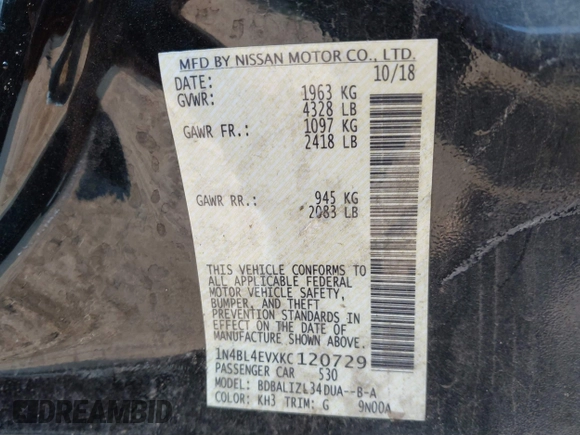 MFD BY NISSAN MOTOR CO., LTD.
DATE: 10/18
GVWR: 1963 KG
4328 LB
GAWR FR.: 1097 KG
2418 LB
GAWR RR.: 945 KG
2083 LB
THIS VEHICLE CONFORMS TO
ALL APPLICABLE FEDERAL
MOTOR VEHICLE SAFETY,
BUMPER, AND THEFT
PREVENTION STANDARDS IN
EFFECT ON THE DATE OF
MANUFACTURE SHOWN ABOVE.
1N4BL4EVXKC120729
PASSENGER CAR S30
MODEL: BDBALIZL34DUA--B-A
COLOR: KH3 TRIM: G 9N00A
© 2026 BidCars